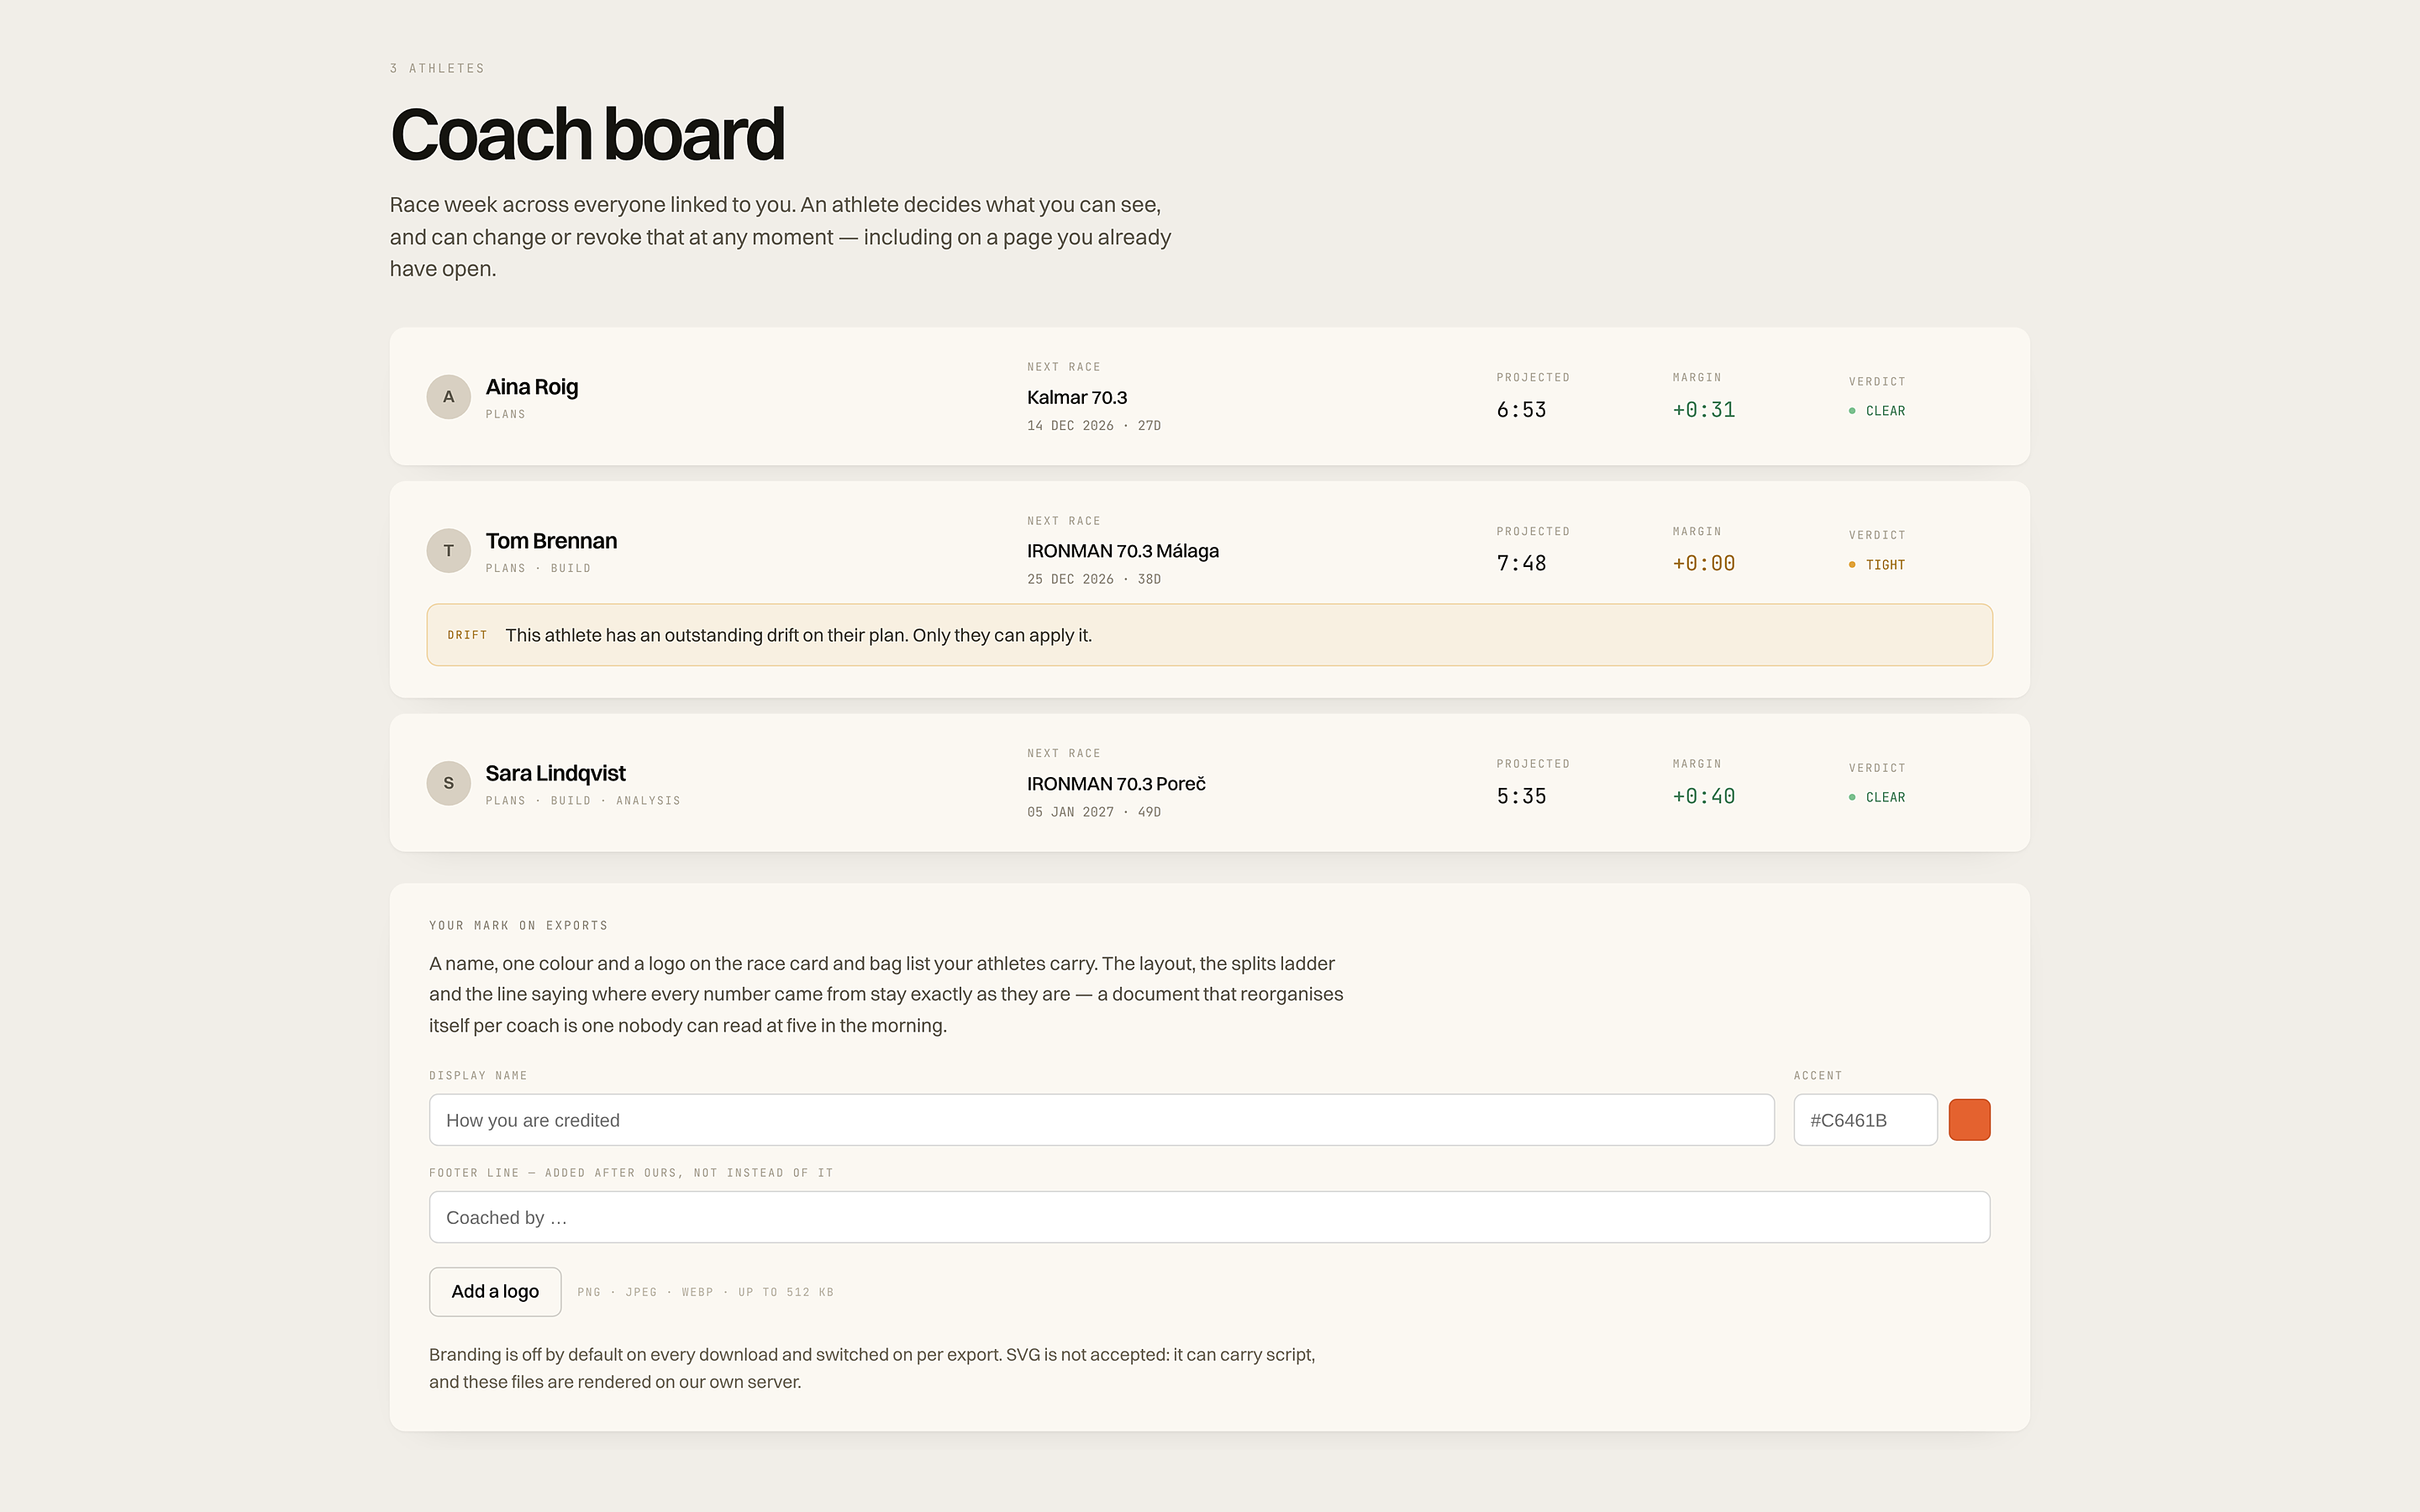 3 ATHLETES
Coach board
Race week across everyone linked to you. An athlete decides what you can see,
and can change or revoke that at any moment — including on a page you already
have open.
A
Aina Roig
PLANS
NEXT RACE
Kalmar 70.3
14 DEC 2026 · 27D
PROJECTED
6:53
MARGIN
+0:31
VERDICT
CLEAR
T
Tom Brennan
PLANS · BUILD
NEXT RACE
IRONMAN 70.3 Málaga
25 DEC 2026 · 38D
PROJECTED
7:48
MARGIN
+0:00
VERDICT
TIGHT
DRIFT This athlete has an outstanding drift on their plan. Only they can apply it.
S
Sara Lindqvist
PLANS · BUILD · ANALYSIS
NEXT RACE
IRONMAN 70.3 Poreč
05 JAN 2027 · 49D
PROJECTED
5:35
MARGIN
+0:40
VERDICT
CLEAR
YOUR MARK ON EXPORTS
A name, one colour and a logo on the race card and bag list your athletes carry. The layout, the splits ladder
and the line saying where every number came from stay exactly as they are — a document that reorganises
itself per coach is one nobody can read at five in the morning.
DISPLAY NAME
How you are credited
ACCENT
#C6461B
FOOTER LINE — ADDED AFTER OURS, NOT INSTEAD OF IT
Coached by …
Add a logo
PNG · JPEG · WEBP · UP TO 512 KB
Branding is off by default on every download and switched on per export. SVG is not accepted: it can carry script,
and these files are rendered on our own server.